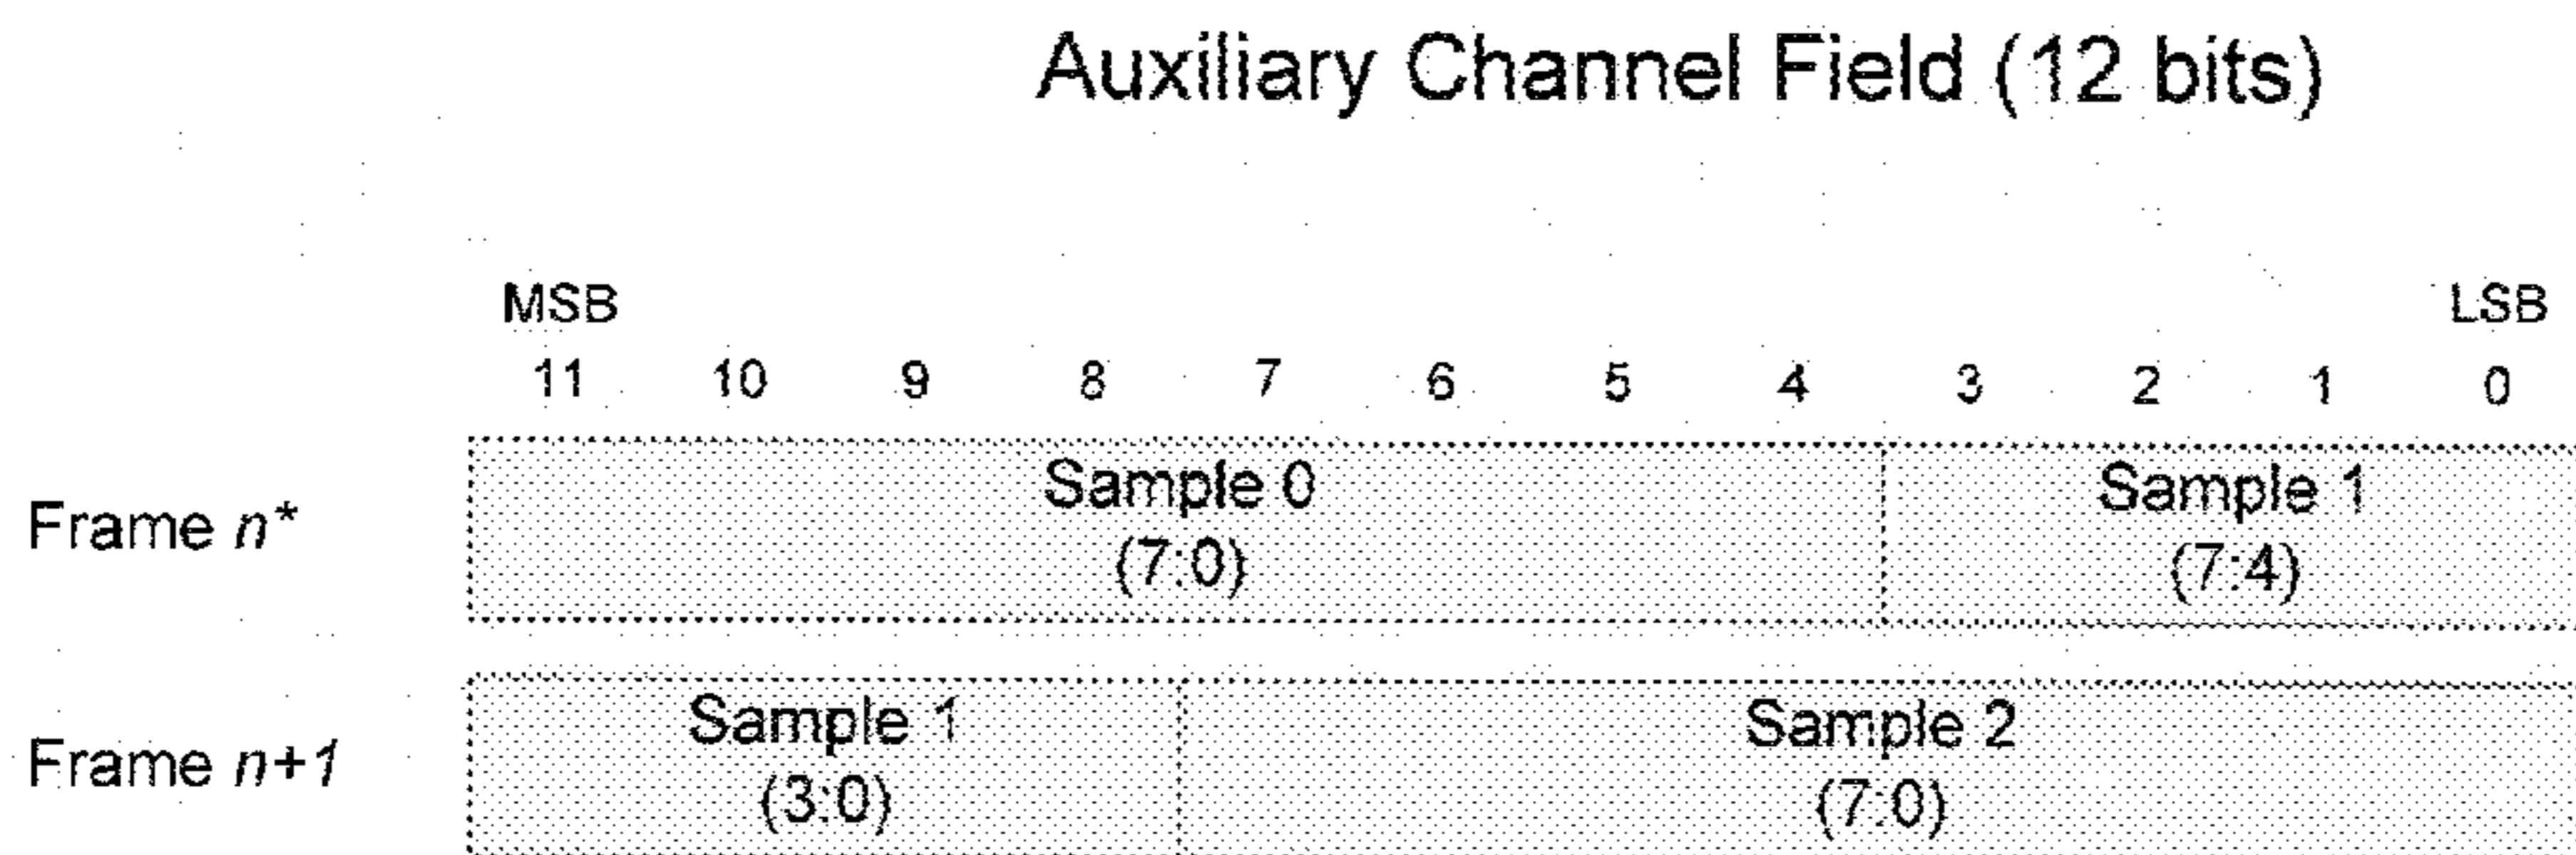 Auxiliary Channel Field (12 bits)
MSB LSB
11 10 9 8 7 6 5 4 3 2 1 0
Frame n* Sample 0 (7:0) Sample 1 (7:4)
Frame n+1 Sample 1 (3:0) Sample 2 (7:0)